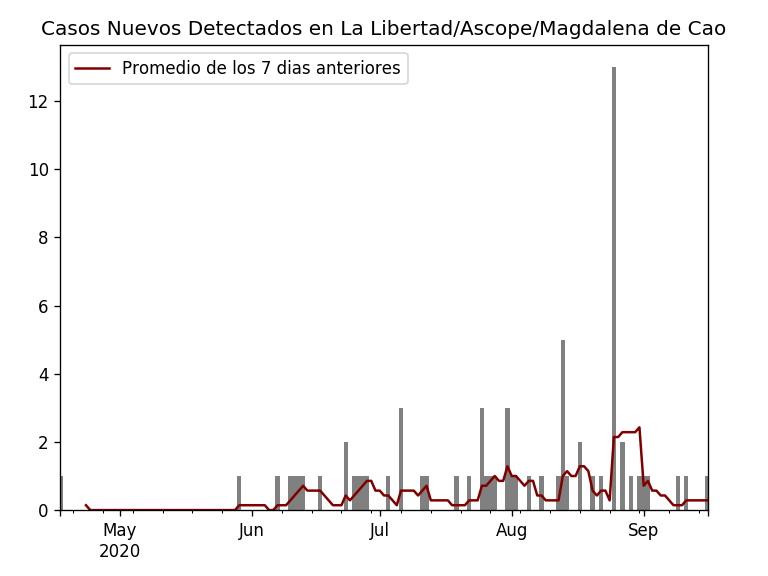 Casos Nuevos Detectados en La Libertad/Ascope/Magdalena de Cao
Promedio de los 7 dias anteriores
12
10
8
6
4
2
0
May Jun Jul Aug Sep
2020